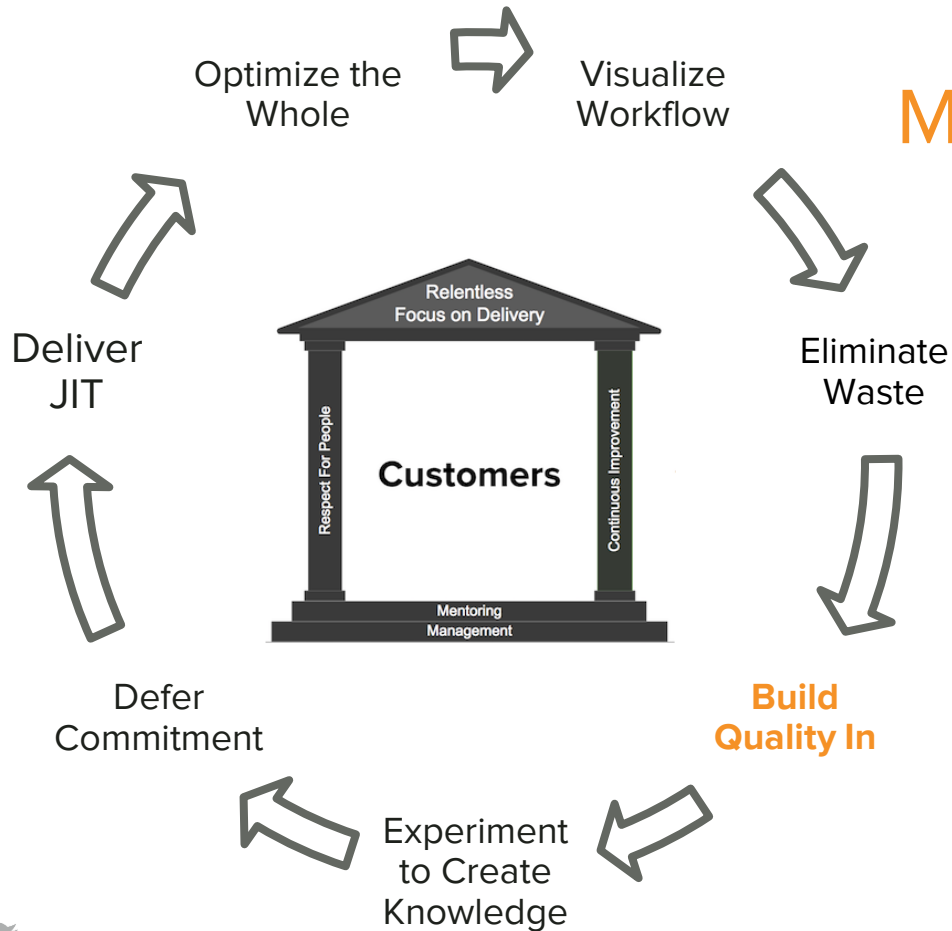 Optimize the
Whole
Visualize
Workflow
M
Eliminate
Waste
Build
Quality In
Experiment
to Create
Knowledge
Defer
Commitment
Deliver
JIT
Relentless
Focus on Delivery
Respect For People
Customers
Continuous Improvement
Mentoring
Management